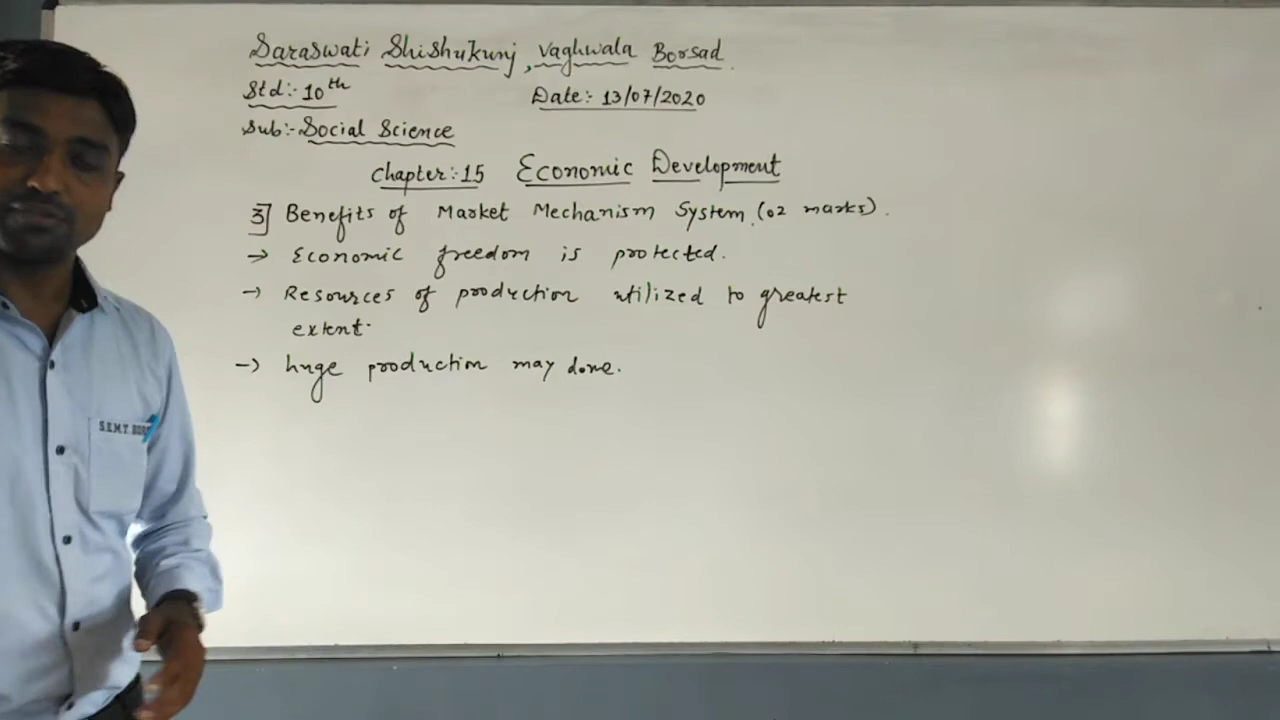 Saraswati Shishukunj, Vaghwala Borsad.
Std:- 10th
Date:- 13/07/2020
Sub:- Social Science
Chapter:-15 Economic Development
3] Benefits of Market Mechanism System. (02 marks).
→ Economic freedom is protected.
→ Resources of production utilized to greatest
extent.
→ huge production may done.
S.E.M.T.